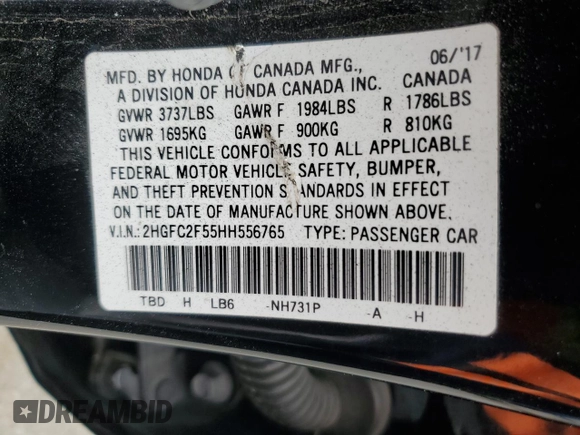 06/'17
MFD. BY HONDA OF CANADA MFG., CANADA
A DIVISION OF HONDA CANADA INC.
GVWR 3737LBS GAWR F 1984LBS R 1786LBS
GVWR 1695KG GAWR F 900KG R 810KG
THIS VEHICLE CONFORMS TO ALL APPLICABLE
FEDERAL MOTOR VEHICLE SAFETY, BUMPER,
AND THEFT PREVENTION STANDARDS IN EFFECT
ON THE DATE OF MANUFACTURE SHOWN ABOVE.
V.I.N.: 2HGFC2F55HH556765 TYPE: PASSENGER CAR
TBD H LB6 -NH731P -A -H
DREAMBID